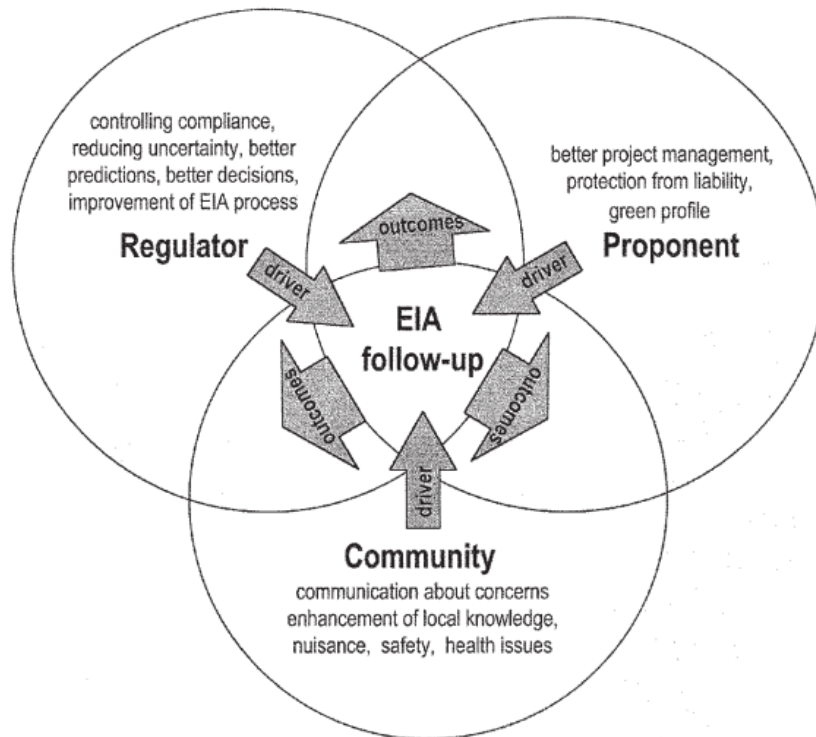 controlling compliance,
reducing uncertainty, better
predictions, better decisions,
improvement of EIA process
Regulator
better project management,
protection from liability,
green profile
Proponent
outcomes
driver
driver
EIA
follow-up
outcomes
outcomes
driver
Community
communication about concerns
enhancement of local knowledge,
nuisance, safety, health issues